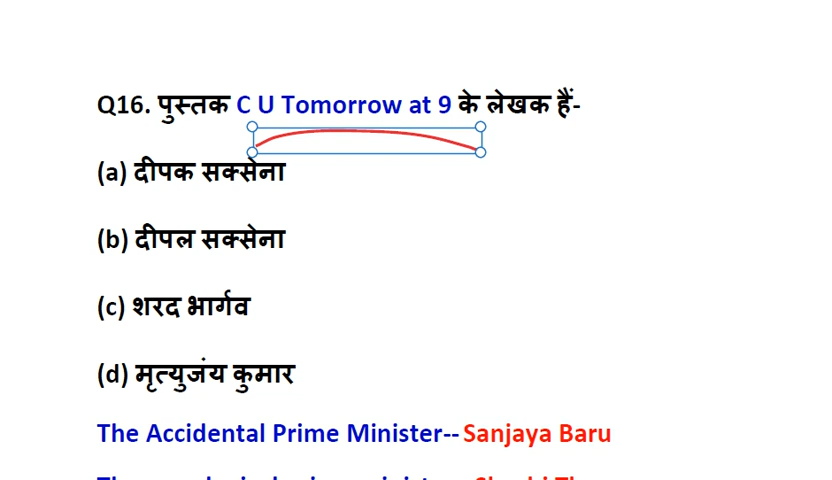 Q16. पुस्तक C U Tomorrow at 9 के लेखक हैं-
(a) दीपक सक्सेना
(b) दीपल सक्सेना
(c) शरद भार्गव
(d) मृत्युजंय कुमार
The Accidental Prime Minister-- Sanjaya Baru